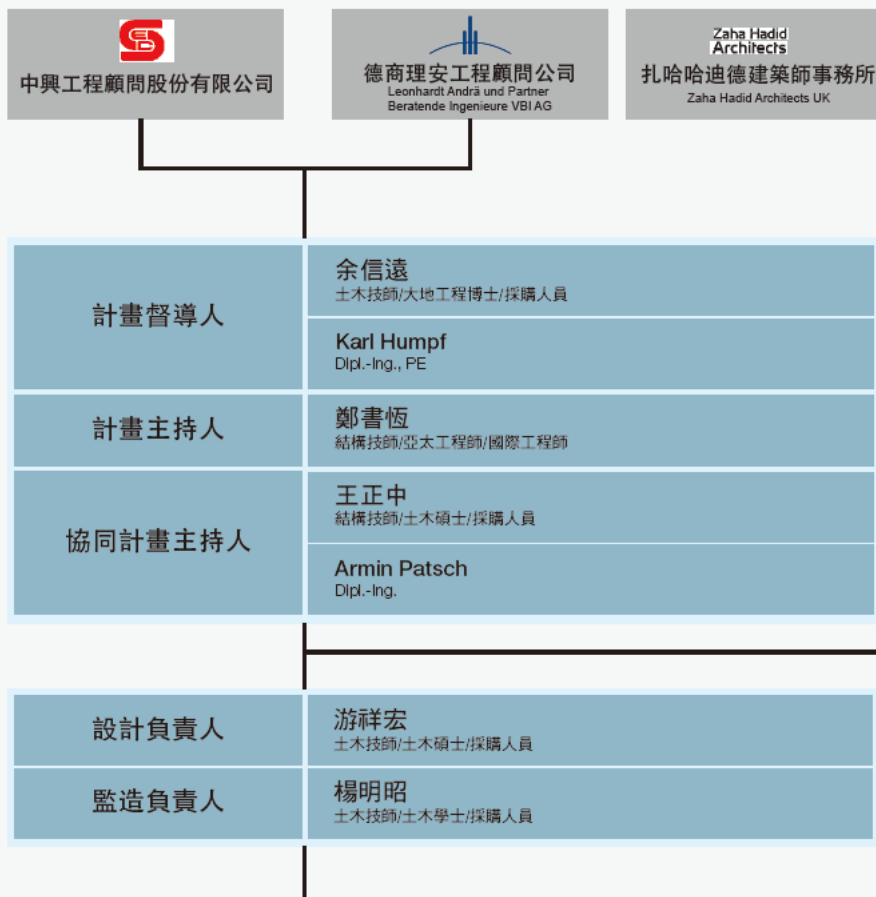 中興工程顧問股份有限公司
德商理安工程顧問公司
Leonhardt Andrä und Partner
Beratende Ingenieure VBI AG
Zaha Hadid
Architects
扎哈哈迪德建築師事務所
Zaha Hadid Architects UK
計畫督導人
余信遠
土木技師/大地工程博士/採購人員
Karl Humpf
Dipl.-Ing., PE
計畫主持人
鄭書恆
結構技師/亞太工程師/國際工程師
協同計畫主持人
王正中
結構技師/土木碩士/採購人員
Armin Patsch
Dipl.-Ing.
設計負責人
游祥宏
土木技師/土木碩士/採購人員
監造負責人
楊明昭
土木技師/土木學士/採購人員